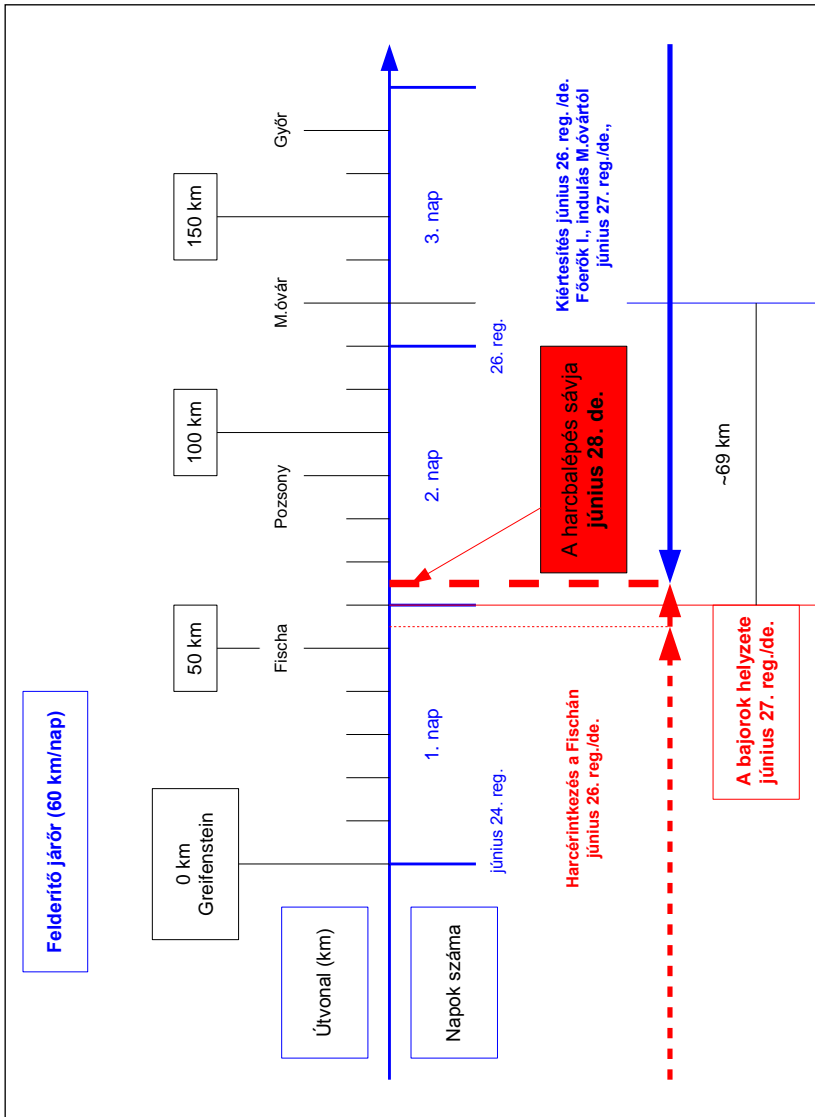 Felderítő járőr (60 km/nap)
0 km
Greifenstein
50 km
100 km
150 km
Fischa
Pozsony
M.óvár
Győr
Útvonal (km)
Napok száma
1. nap
2. nap
3. nap
június 24. reg.
26. reg.
Harcérintkezés a Fischán
június 26. reg./de.
A harcbalépés sávja
június 28. de.
Kiértesítés június 26. reg. /de.
Főerők I., indulás M.óvártól
június 27. reg./de.,
A bajorok helyzete
június 27. reg./de.
~69 km